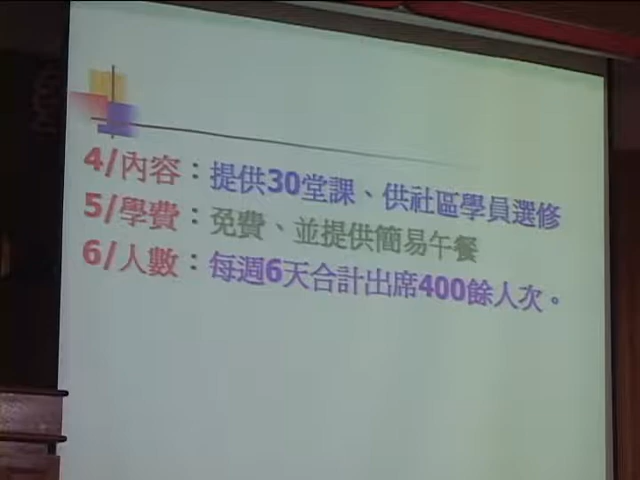 4/內容：提供30堂課、供社區學員選修
5/學費：免費、並提供簡易午餐
6/人數：每週6天合計出席400餘人次。